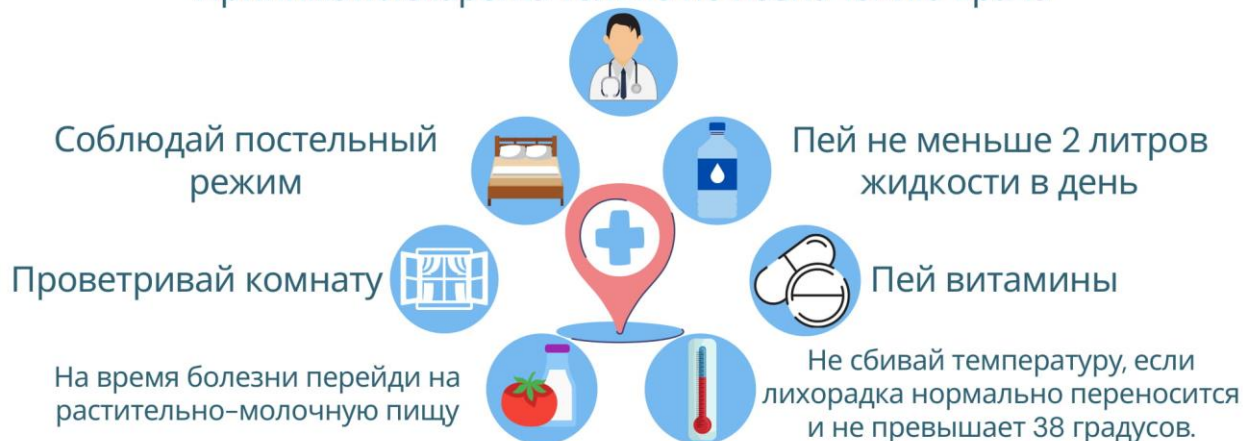 Соблюдай постельный
режим
Пей не меньше 2 литров
жидкости в день
Проветривай комнату
Пей витамины
На время болезни перейди на
растительно-молочную пищу
Не сбивай температуру, если
лихорадка нормально переносится
и не превышает 38 градусов.